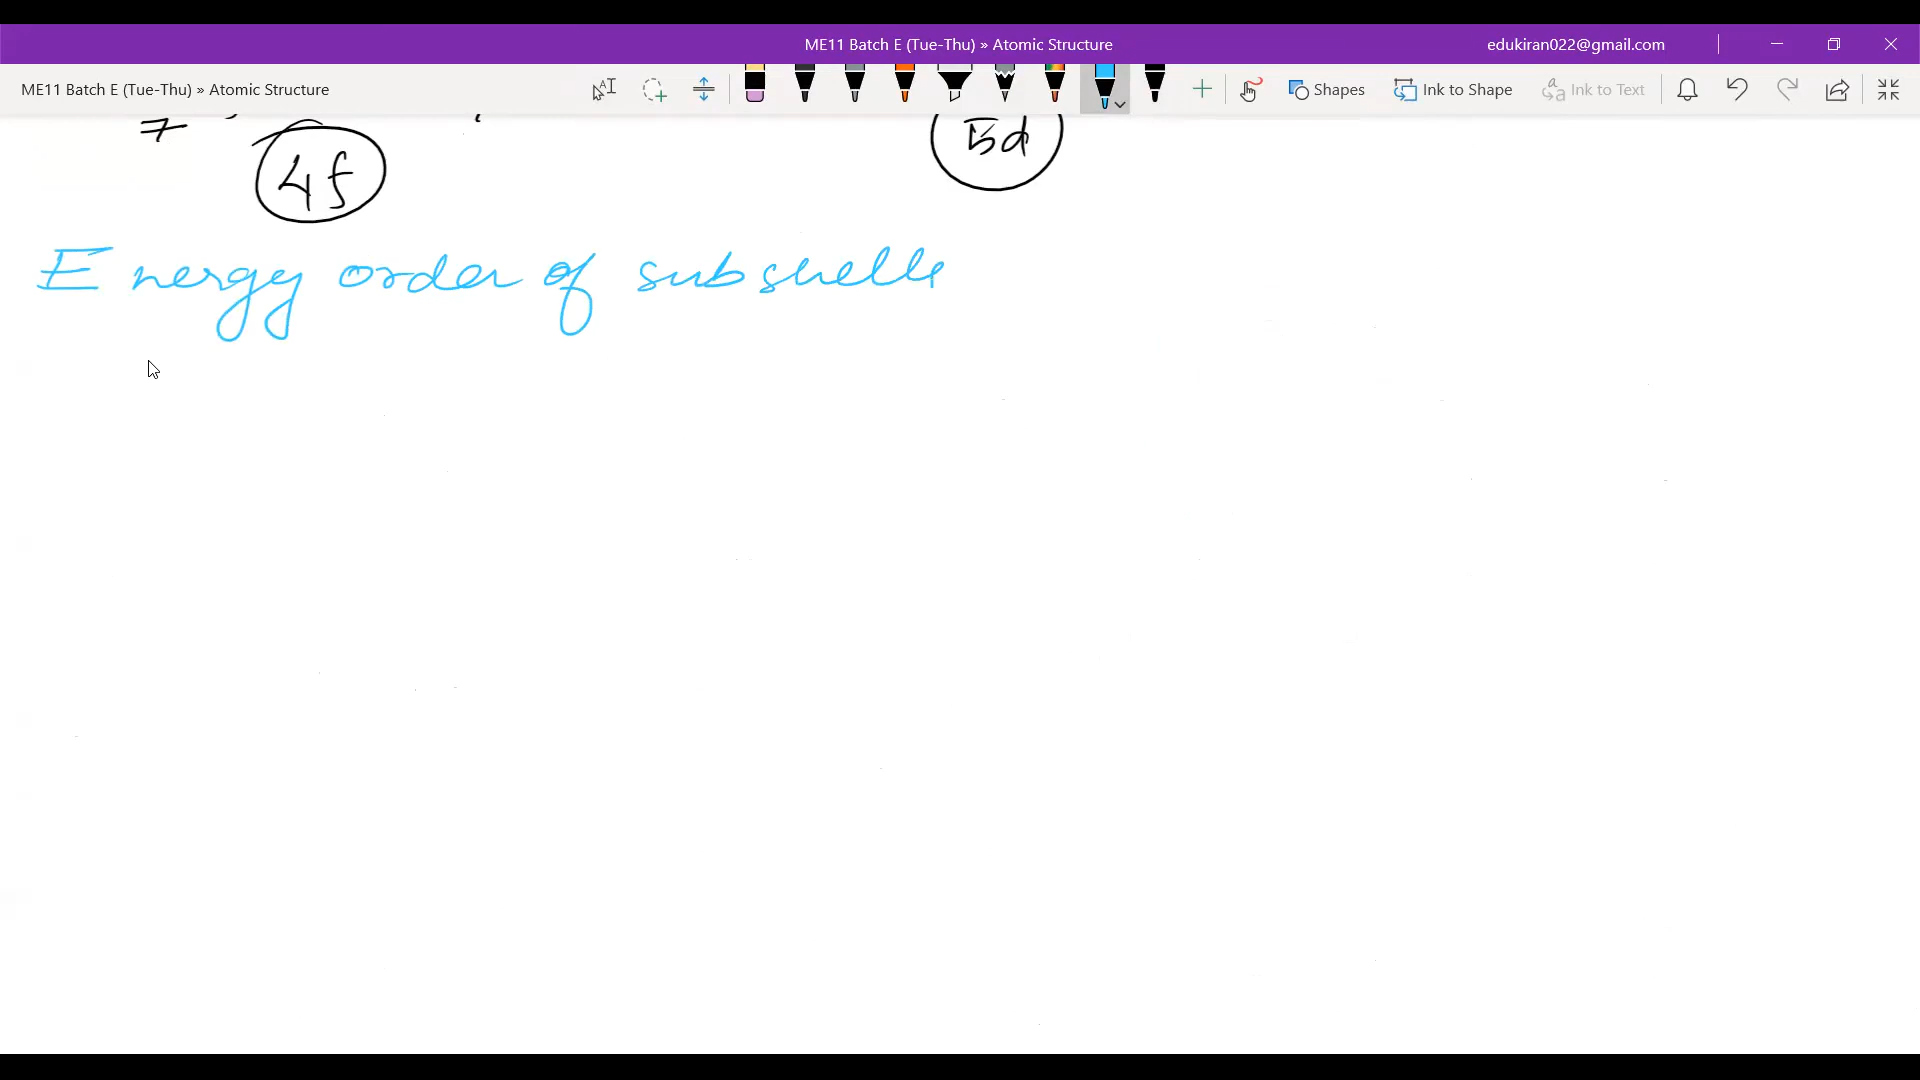 ME11 Batch E (Tue-Thu) » Atomic Structure edukiran022@gmail.com
ME11 Batch E (Tue-Thu) » Atomic Structure Shapes Ink to Shape Ink to Text
7 5d
4f
Energy order of subshells